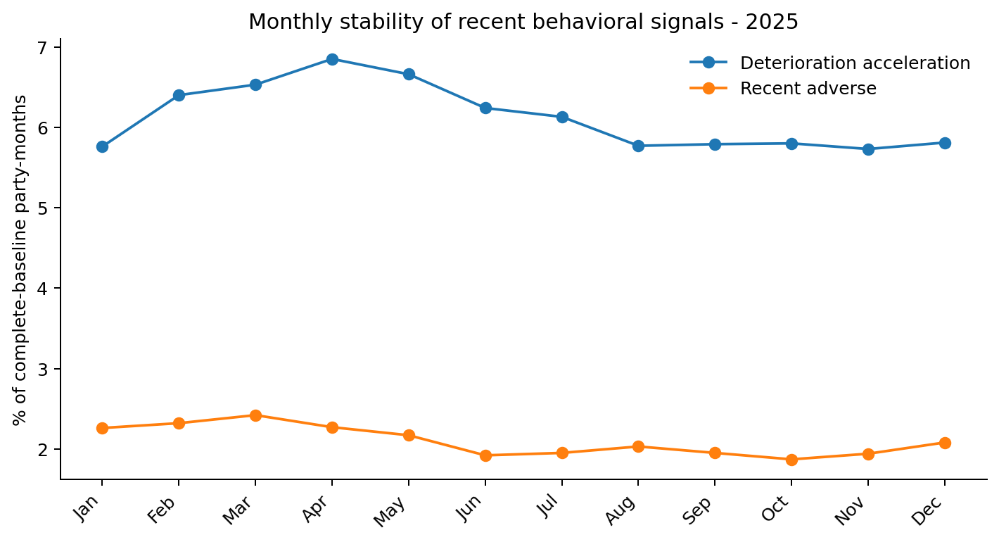 Monthly stability of recent behavioral signals - 2025
Deterioration acceleration
Recent adverse
% of complete-baseline party-months
7
6
5
4
3
2
Jan
Feb
Mar
Apr
May
Jun
Jul
Aug
Sep
Oct
Nov
Dec